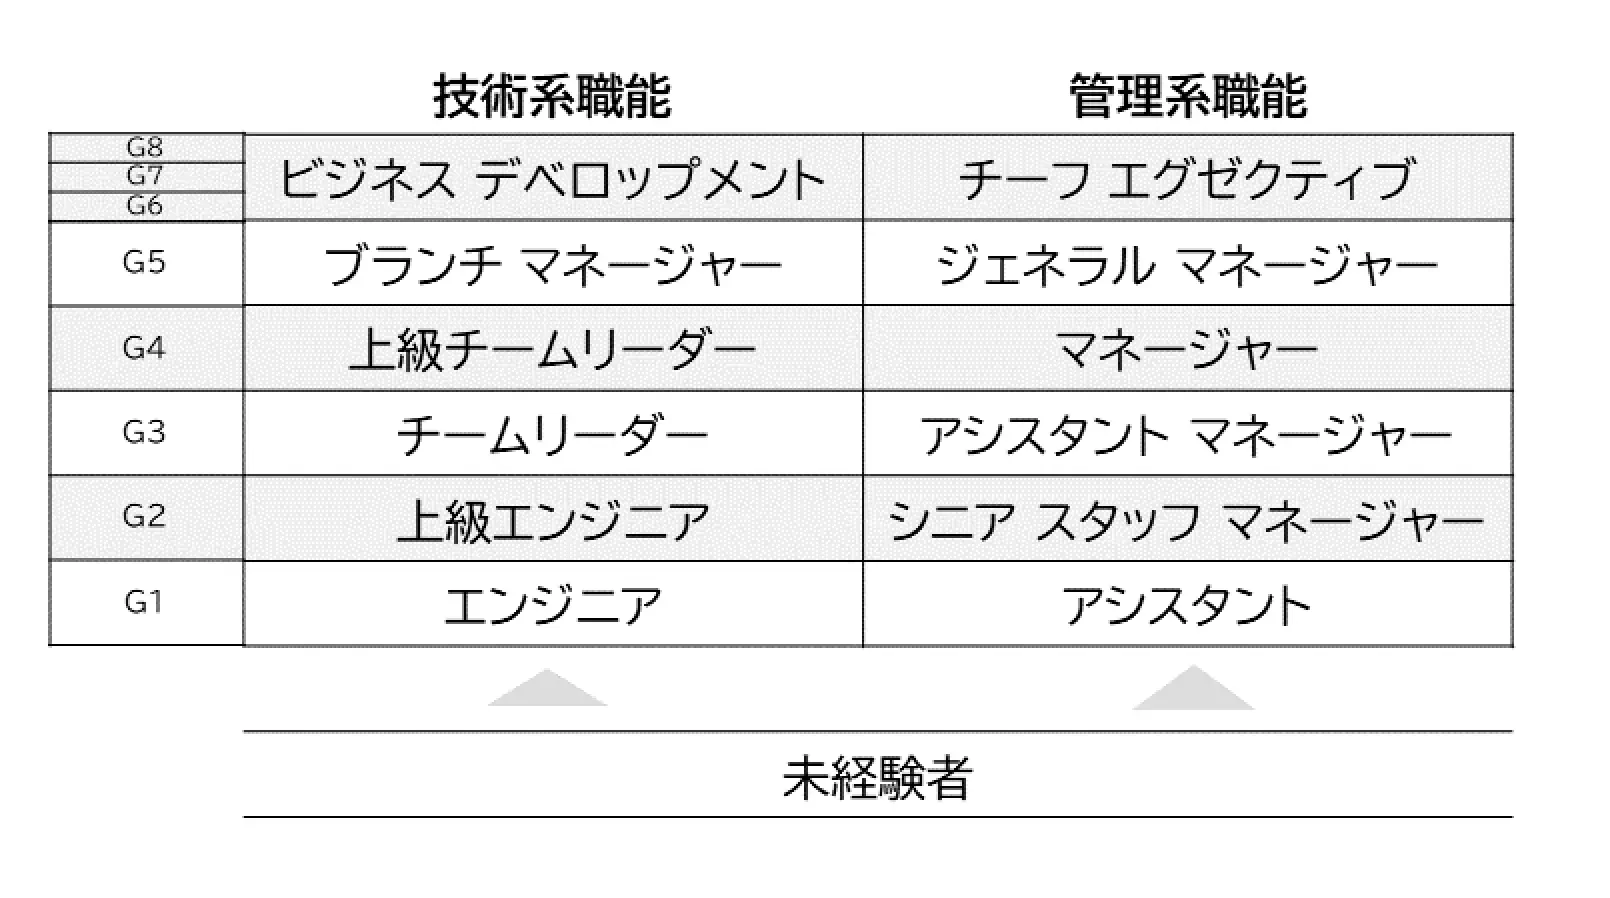 技術系職能 管理系職能
G8
G7 ビジネス デベロップメント チーフ エグゼクティブ
G6
G5 ブランチ マネージャー ジェネラル マネージャー
G4 上級チームリーダー マネージャー
G3 チームリーダー アシスタント マネージャー
G2 上級エンジニア シニア スタッフ マネージャー
G1 エンジニア アシスタント
未経験者